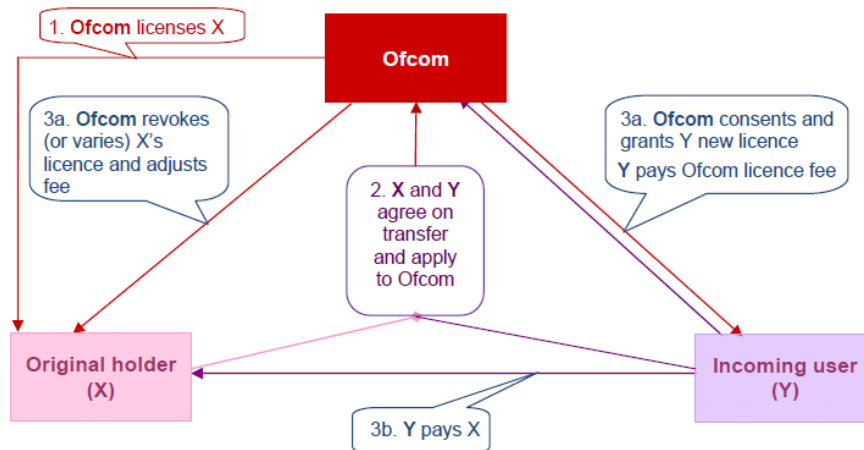 1. Ofcom licenses X
Ofcom
3a. Ofcom revokes
(or varies) X's
licence and adjusts
fee
2. X and Y
agree on
transfer
and apply
to Ofcom
3a. Ofcom consents and
grants Y new licence
Y pays Ofcom licence fee
Original holder
(X)
Incoming user
(Y)
3b. Y pays X